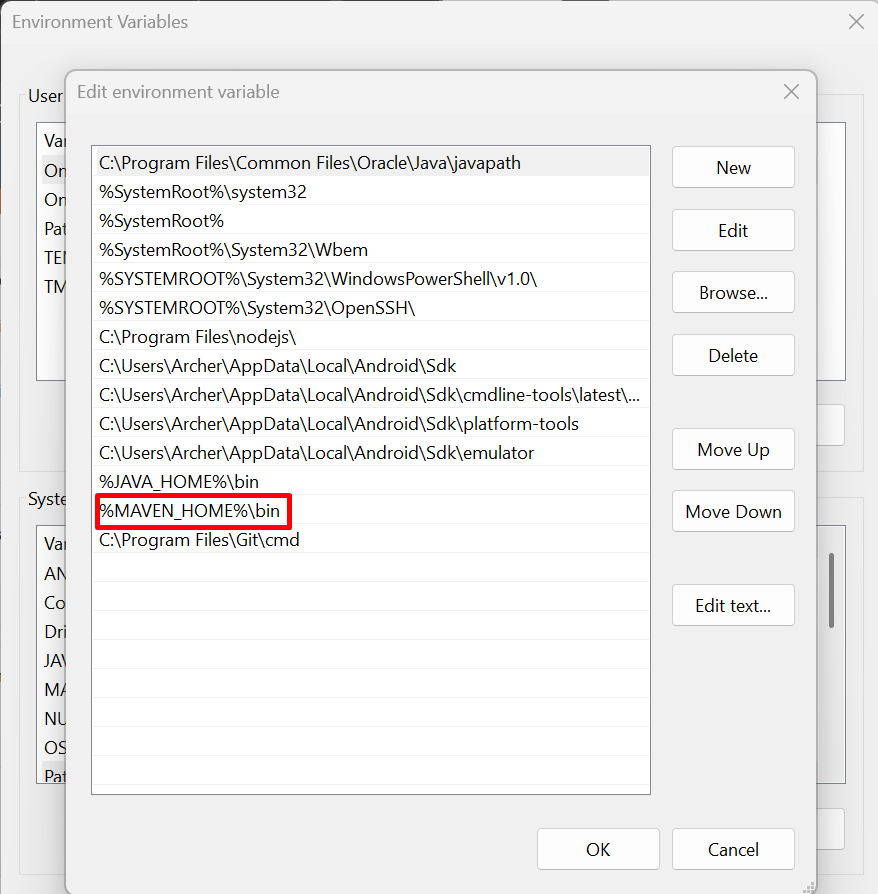 Environment Variables
Edit environment variable
User
Var
On
On
Pat
TEM
TM
C:\Program Files\Common Files\Oracle\Java\javapath
%SystemRoot%\system32
%SystemRoot%
%SystemRoot%\System32\Wbem
%SYSTEMROOT%\System32\WindowsPowerShell\v1.0\
%SYSTEMROOT%\System32\OpenSSH\
C:\Program Files\nodejs\
C:\Users\Archer\AppData\Local\Android\Sdk
C:\Users\Archer\AppData\Local\Android\Sdk\cmdline-tools\latest\...
C:\Users\Archer\AppData\Local\Android\Sdk\platform-tools
C:\Users\Archer\AppData\Local\Android\Sdk\emulator
%JAVA_HOME%\bin
%MAVEN_HOME%\bin
C:\Program Files\Git\cmd
New
Edit
Browse...
Delete
Move Up
Move Down
Edit text...
Syste
Var
AN
Co
Dri
JAV
MA
NU
OS
Pat
OK
Cancel